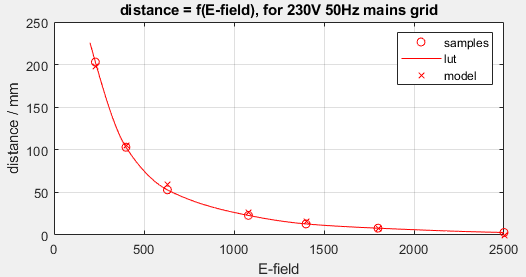 distance = f(E-field), for 230V 50Hz mains grid
250
200
150
100
50
0
distance / mm
samples
lut
model
0 500 1000 1500 2000 2500
E-field